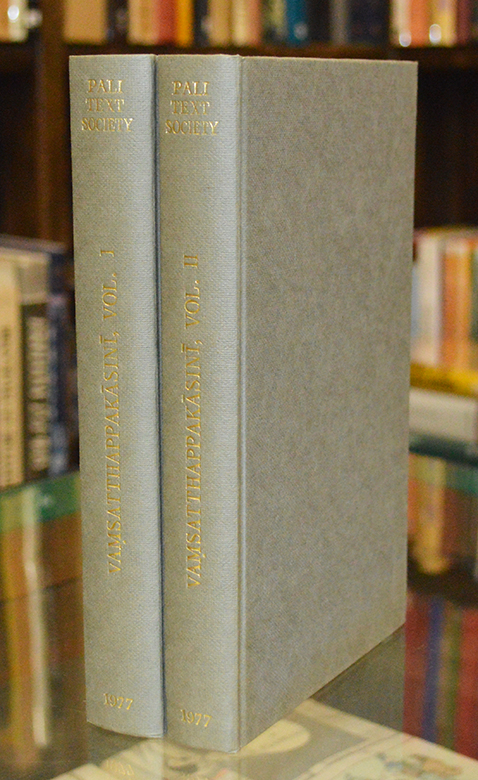 PALI
TEXT
SOCIETY
VAṂSATTHAPPAKĀSINĪ, VOL. I
1977
PALI
TEXT
SOCIETY
VAṂSATTHAPPAKĀSINĪ, VOL. II
1977